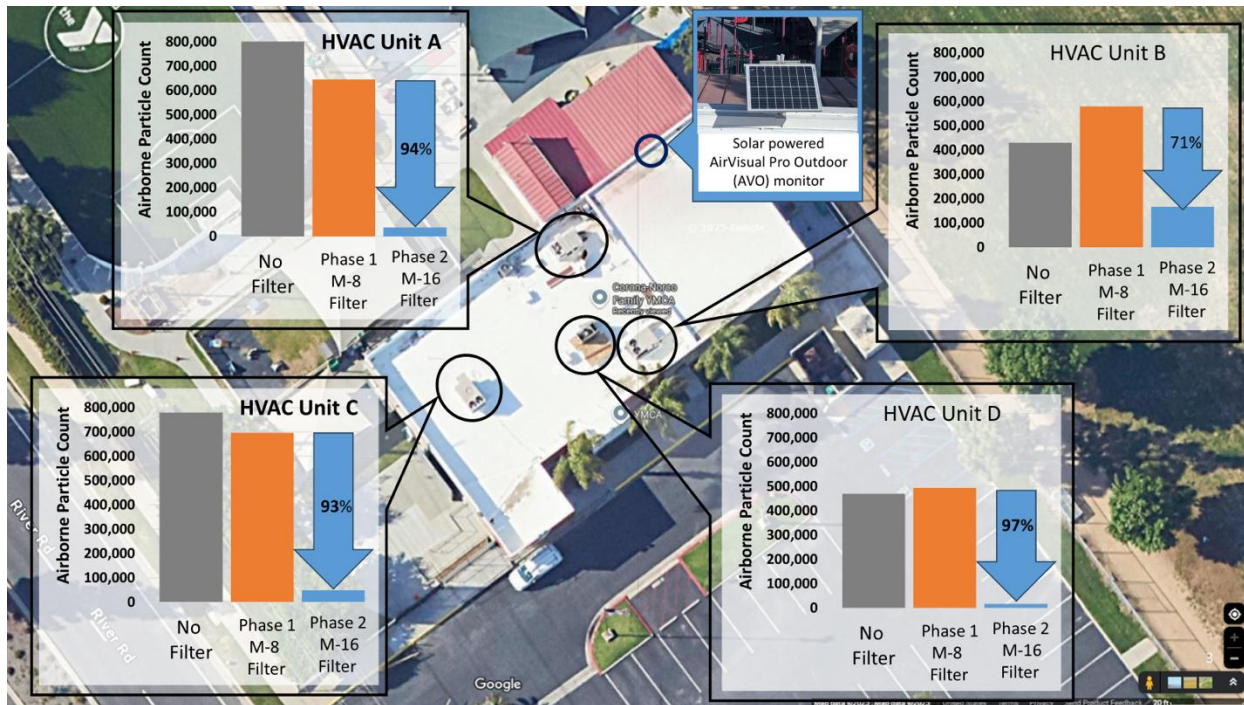 the
YMCA
HVAC Unit A
Airborne Particle Count
800,000
700,000
600,000
500,000
400,000
300,000
200,000
100,000
0
94%
No
Filter
Phase 1
M-8
Filter
Phase 2
M-16
Filter
Solar powered
AirVisual Pro Outdoor
(AVO) monitor
HVAC Unit B
Airborne Particle Count
800,000
700,000
600,000
500,000
400,000
300,000
200,000
100,000
0
71%
No
Filter
Phase 1
M-8
Filter
Phase 2
M-16
Filter
Corona-Norco
Family YMCA
Recently viewed
YMCA
HVAC Unit C
Airborne Particle Count
800,000
700,000
600,000
500,000
400,000
300,000
200,000
100,000
0
93%
No
Filter
Phase 1
M-8
Filter
Phase 2
M-16
Filter
HVAC Unit D
Airborne Particle Count
800,000
700,000
600,000
500,000
400,000
300,000
200,000
100,000
0
97%
No
Filter
Phase 1
M-8
Filter
Phase 2
M-16
Filter
River Rd
River Rd
Google
3